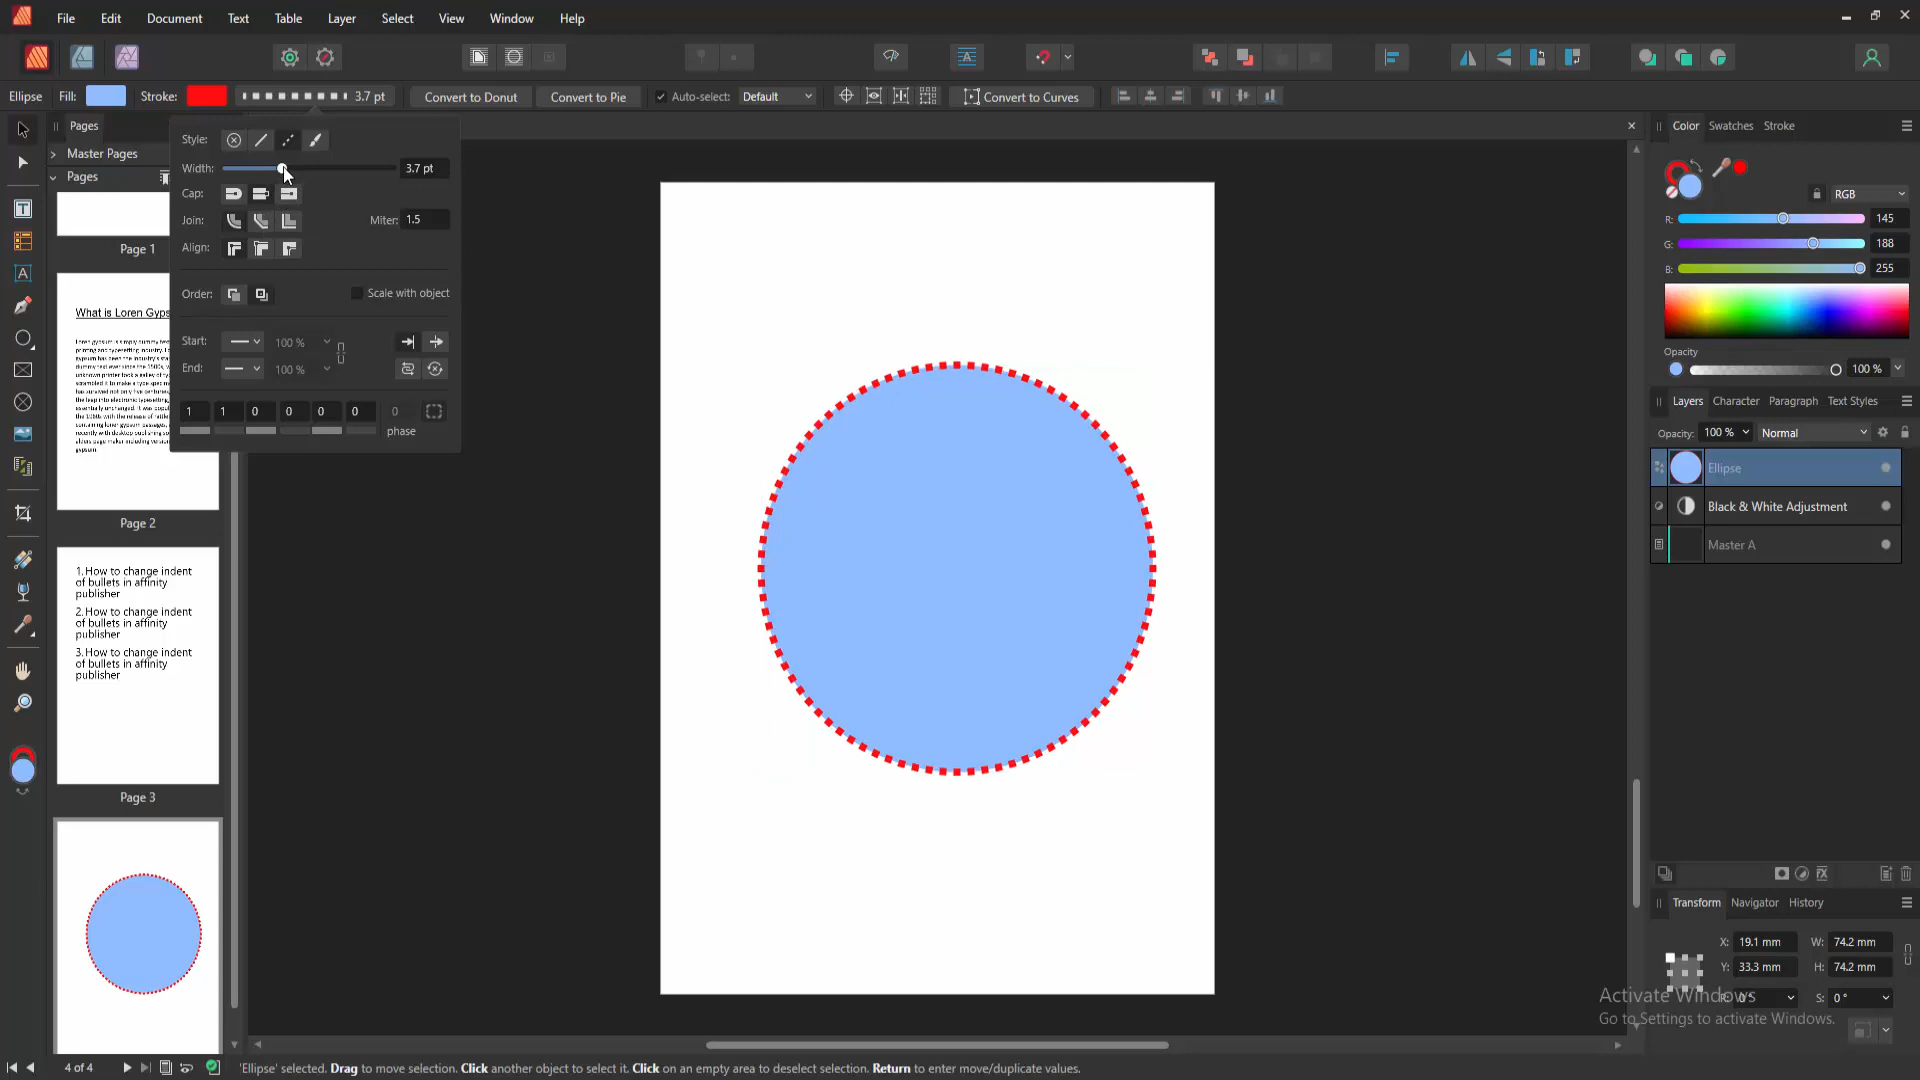 File Edit Document Text Table Layer Select View Window Help
Ellipse Fill: Stroke: 3.7 pt Convert to Donut Convert to Pie Auto-select: Default Convert to Curves
Pages
Master Pages
Pages
Page 1
What is Loren Gyps
Page 2
1. How to change indent
of bullets in affinity
publisher
2. How to change indent
of bullets in affinity
publisher
3. How to change indent
of bullets in affinity
publisher
Page 3
Style:
Width: 3.7 pt
Cap:
Join: Miter: 1.5
Align:
Order: Scale with object
Start: 100 %
End: 100 %
1 1 0 0 0 0 0
phase
Color Swatches Stroke
RGB
R: 145
G: 188
B: 255
Opacity
100 %
Layers Character Paragraph Text Styles
Opacity: 100 % Normal
Ellipse
Black & White Adjustment
Master A
Transform Navigator History
X: 19.1 mm W: 74.2 mm
Y: 33.3 mm H: 74.2 mm
R: 0° S: 0°
Activate Windows
Go to Settings to activate Windows.
4 of 4 'Ellipse' selected. Drag to move selection. Click another object to select it. Click on an empty area to deselect selection. Return to enter move/duplicate values.